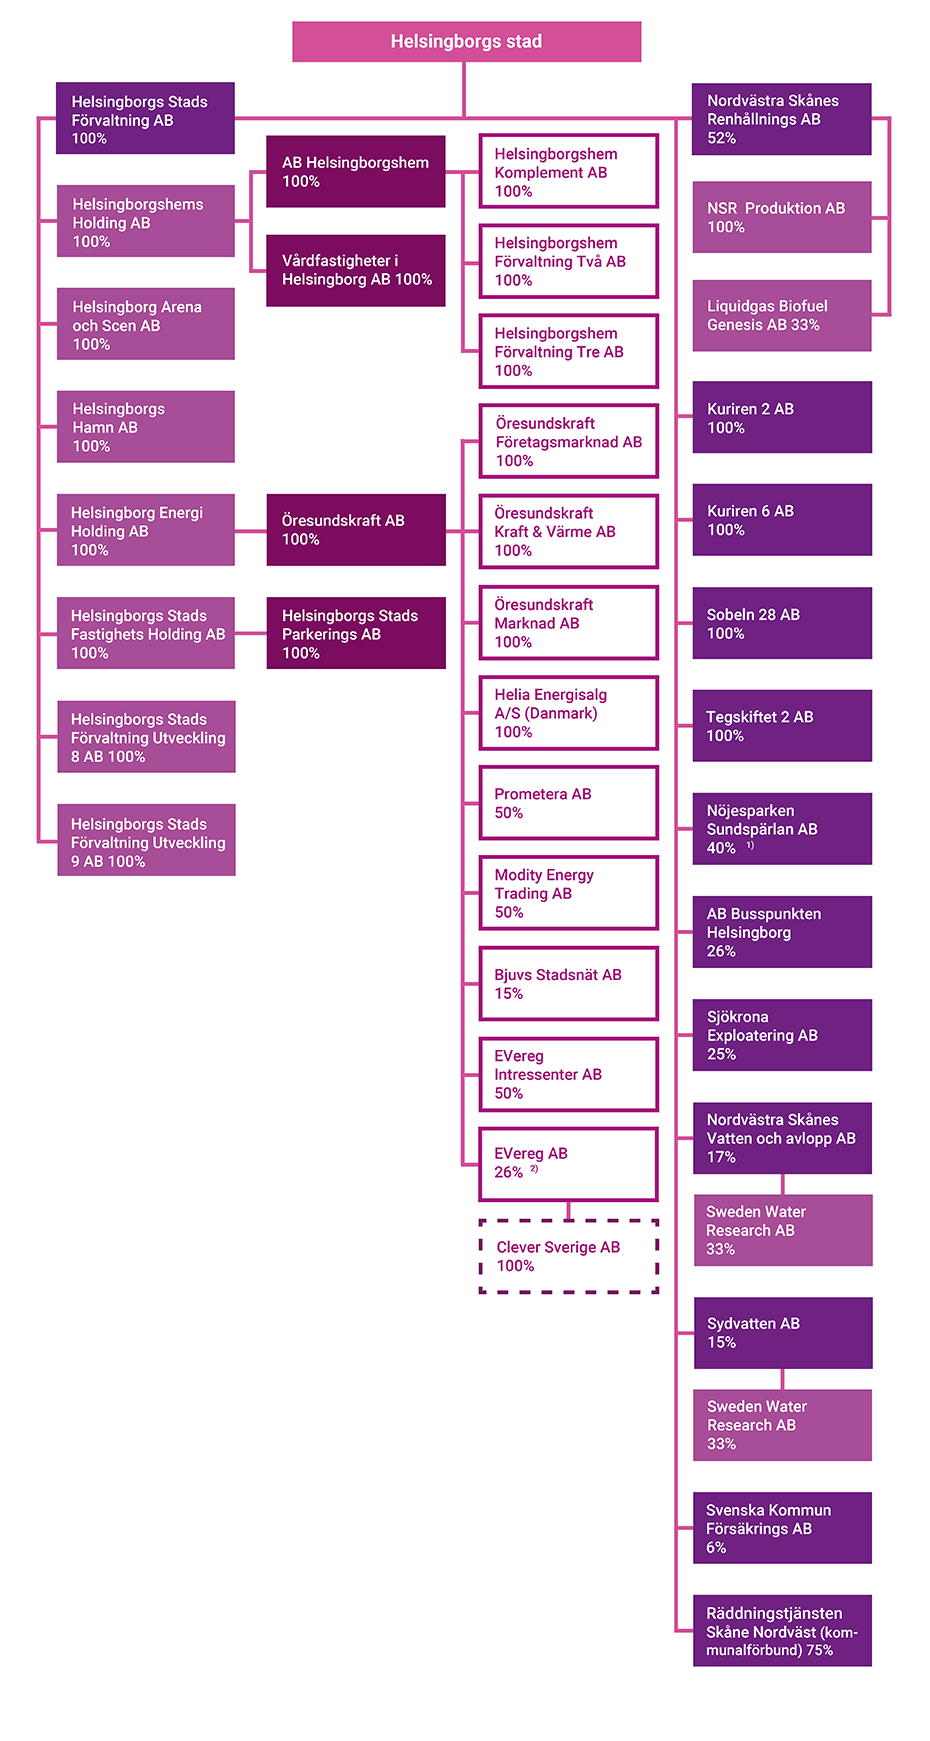 Helsingborgs stad
Helsingborgs Stads
Förvaltning AB
100%
Helsingborgshems
Holding AB
100%
Helsingborg Arena
och Scen AB
100%
Helsingborgs
Hamn AB
100%
Helsingborg Energi
Holding AB
100%
Helsingborgs Stads
Fastighets Holding AB
100%
Helsingborgs Stads
Förvaltning Utveckling
8 AB 100%
Helsingborgs Stads
Förvaltning Utveckling
9 AB 100%
AB Helsingborgshem
100%
Vårdfastigheter i
Helsingborg AB 100%
Öresundskraft AB
100%
Helsingborgs Stads
Parkerings AB
100%
Helsingborgshem
Komplement AB
100%
Helsingborgshem
Förvaltning Två AB
100%
Helsingborgshem
Förvaltning Tre AB
100%
Öresundskraft
Företagsmarknad AB
100%
Öresundskraft
Kraft & Värme AB
100%
Öresundskraft
Marknad AB
100%
Helia Energisalg
A/S (Danmark)
100%
Prometera AB
50%
Modity Energy
Trading AB
50%
Bjuvs Stadsnät AB
15%
EVereg
Intressenter AB
50%
EVereg AB
26% 2)
Clever Sverige AB
100%
Nordvästra Skånes
Renhållnings AB
52%
NSR Produktion AB
100%
Liquidgas Biofuel
Genesis AB 33%
Kuriren 2 AB
100%
Kuriren 6 AB
100%
Sobeln 28 AB
100%
Tegskiftet 2 AB
100%
Nöjesparken
Sundspärlan AB
40% 1)
AB Busspunkten
Helsingborg
26%
Sjökrona
Exploatering AB
25%
Nordvästra Skånes
Vatten och avlopp AB
17%
Sweden Water
Research AB
33%
Sydvatten AB
15%
Sweden Water
Research AB
33%
Svenska Kommun
Försäkrings AB
6%
Räddningstjänsten
Skåne Nordväst (kom-
munalförbund) 75%